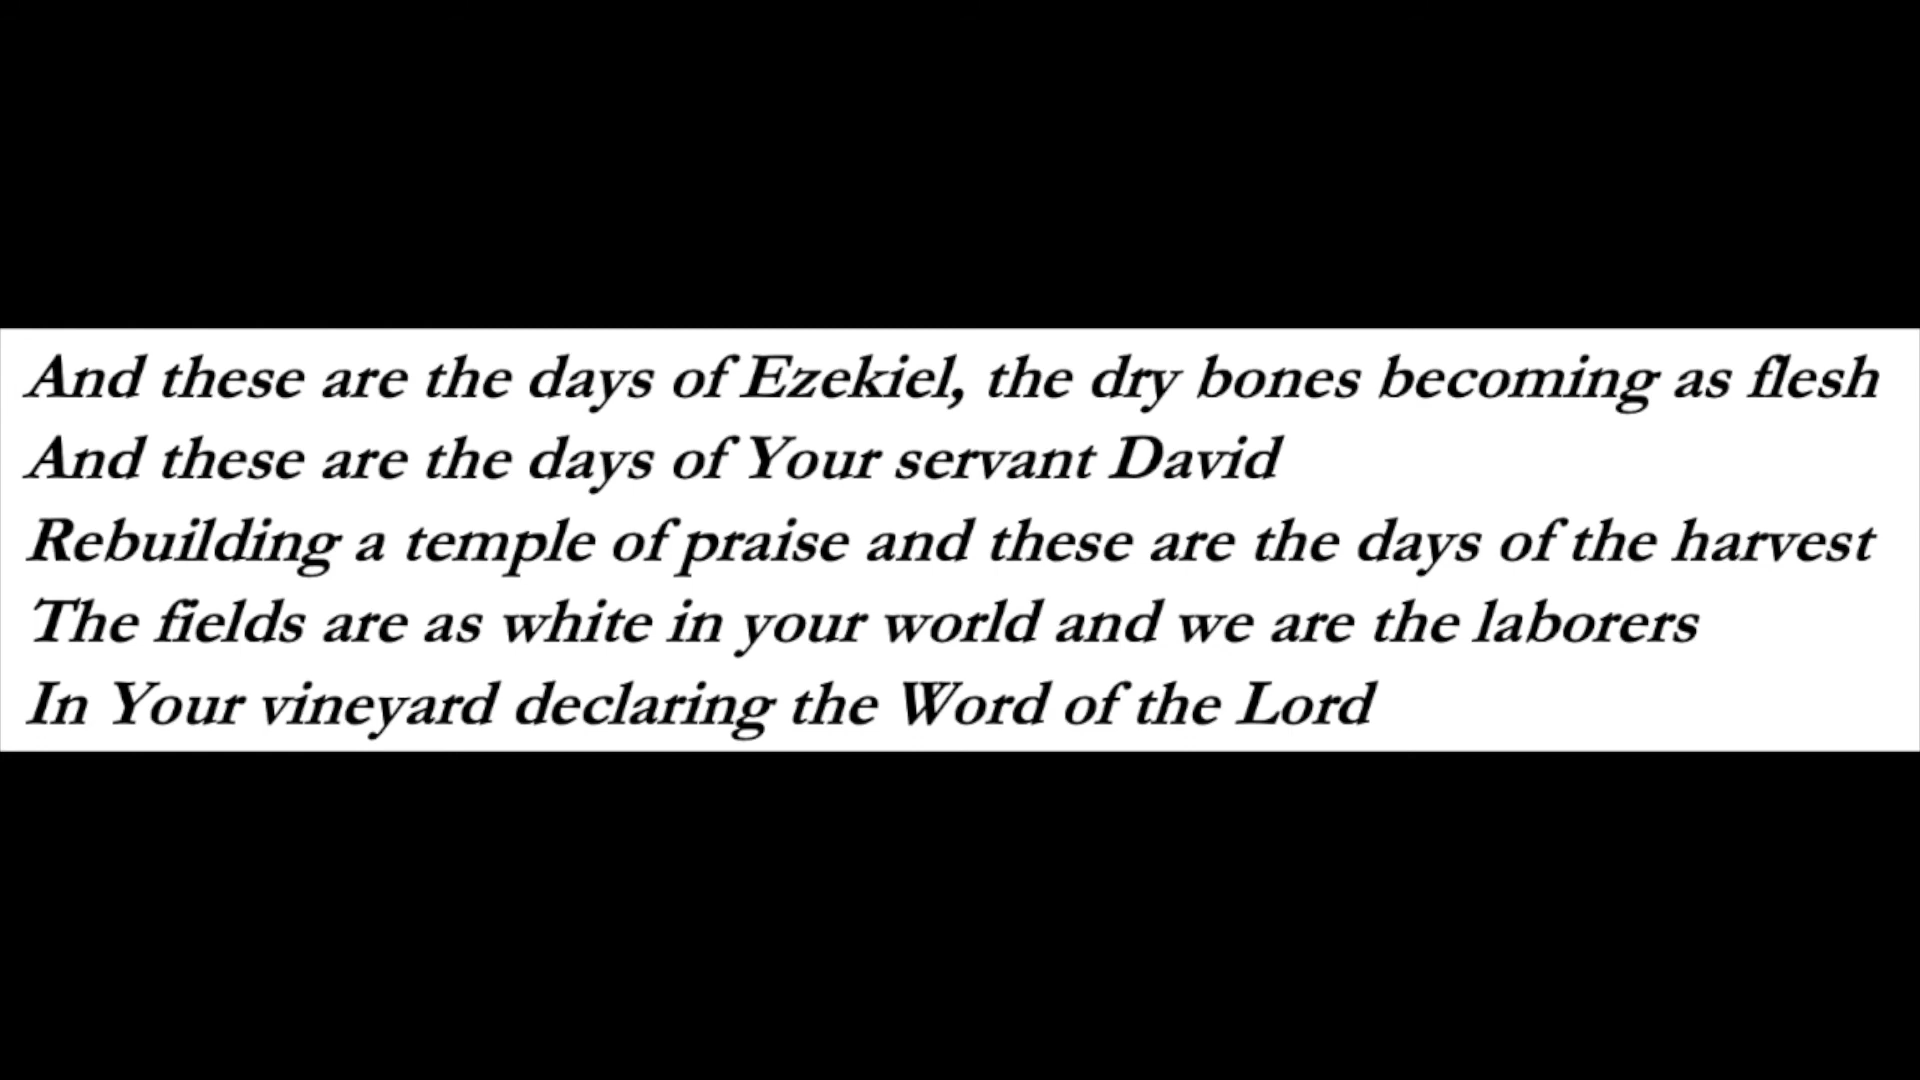 And these are the days of Ezekiel, the dry bones becoming as flesh
And these are the days of Your servant David
Rebuilding a temple of praise and these are the days of the harvest
The fields are as white in your world and we are the laborers
In Your vineyard declaring the Word of the Lord